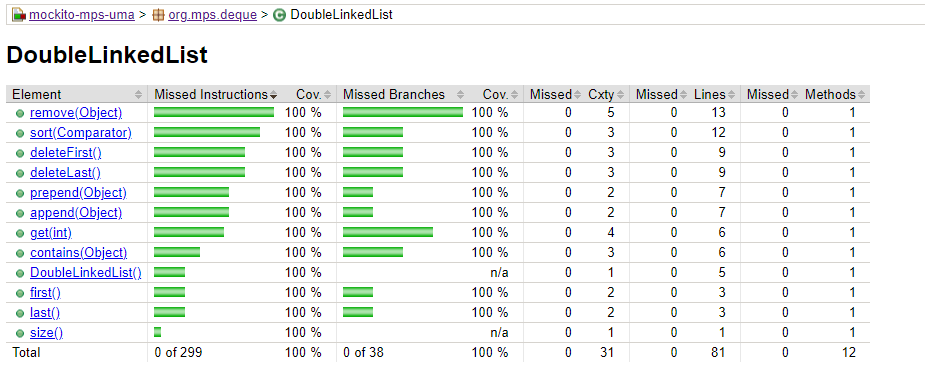 mockito-mps-uma > org.mps.deque > DoubleLinkedList
DoubleLinkedList
Element Missed Instructions Cov. Missed Branches Cov. Missed Cxty Missed Lines Missed Methods
remove(Object) 100 % 100 % 0 5 0 13 0 1
sort(Comparator) 100 % 100 % 0 3 0 12 0 1
deleteFirst() 100 % 100 % 0 3 0 9 0 1
deleteLast() 100 % 100 % 0 3 0 9 0 1
prepend(Object) 100 % 100 % 0 2 0 7 0 1
append(Object) 100 % 100 % 0 2 0 7 0 1
get(int) 100 % 100 % 0 4 0 6 0 1
contains(Object) 100 % 100 % 0 3 0 6 0 1
DoubleLinkedList() 100 % n/a 0 1 0 5 0 1
first() 100 % 100 % 0 2 0 3 0 1
last() 100 % 100 % 0 2 0 3 0 1
size() 100 % n/a 0 1 0 1 0 1
Total 0 of 299 100 % 0 of 38 100 % 0 31 0 81 0 12